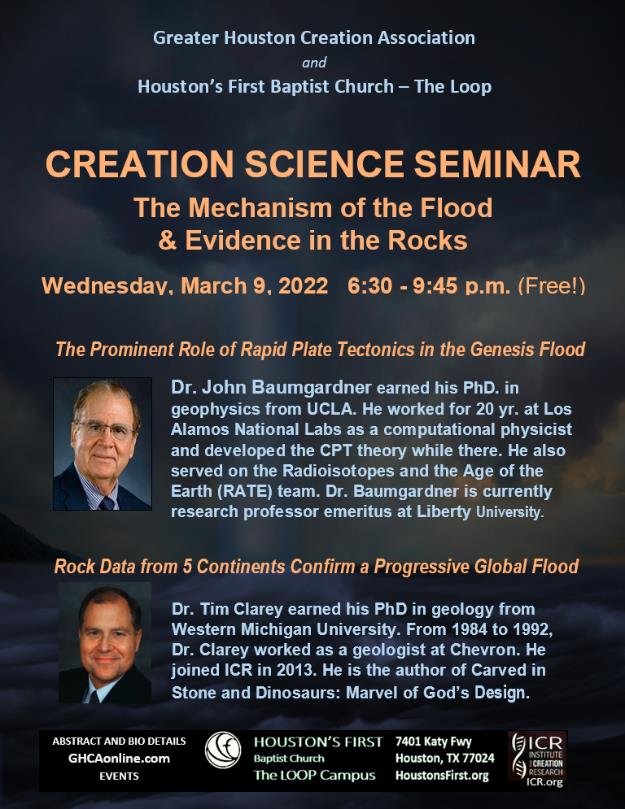 Greater Houston Creation Association
and
Houston's First Baptist Church – The Loop
CREATION SCIENCE SEMINAR
The Mechanism of the Flood
& Evidence in the Rocks
Wednesday, March 9, 2022 6:30 - 9:45 p.m. (Free!)
The Prominent Role of Rapid Plate Tectonics in the Genesis Flood
Dr. John Baumgardner earned his PhD. in
geophysics from UCLA. He worked for 20 yr. at Los
Alamos National Labs as a computational physicist
and developed the CPT theory while there. He also
served on the Radioisotopes and the Age of the
Earth (RATE) team. Dr. Baumgardner is currently
research professor emeritus at Liberty University.
Rock Data from 5 Continents Confirm a Progressive Global Flood
Dr. Tim Clarey earned his PhD in geology from
Western Michigan University. From 1984 to 1992,
Dr. Clarey worked as a geologist at Chevron. He
joined ICR in 2013. He is the author of Carved in
Stone and Dinosaurs: Marvel of God's Design.
ABSTRACT AND BIO DETAILS
GHCAonline.com
EVENTS
HOUSTON'S FIRST
Baptist Church
The LOOP Campus
7401 Katy Fwy
Houston, TX 77024
HoustonsFirst.org
ICR
INSTITUTE
for CREATION
RESEARCH
ICR.org